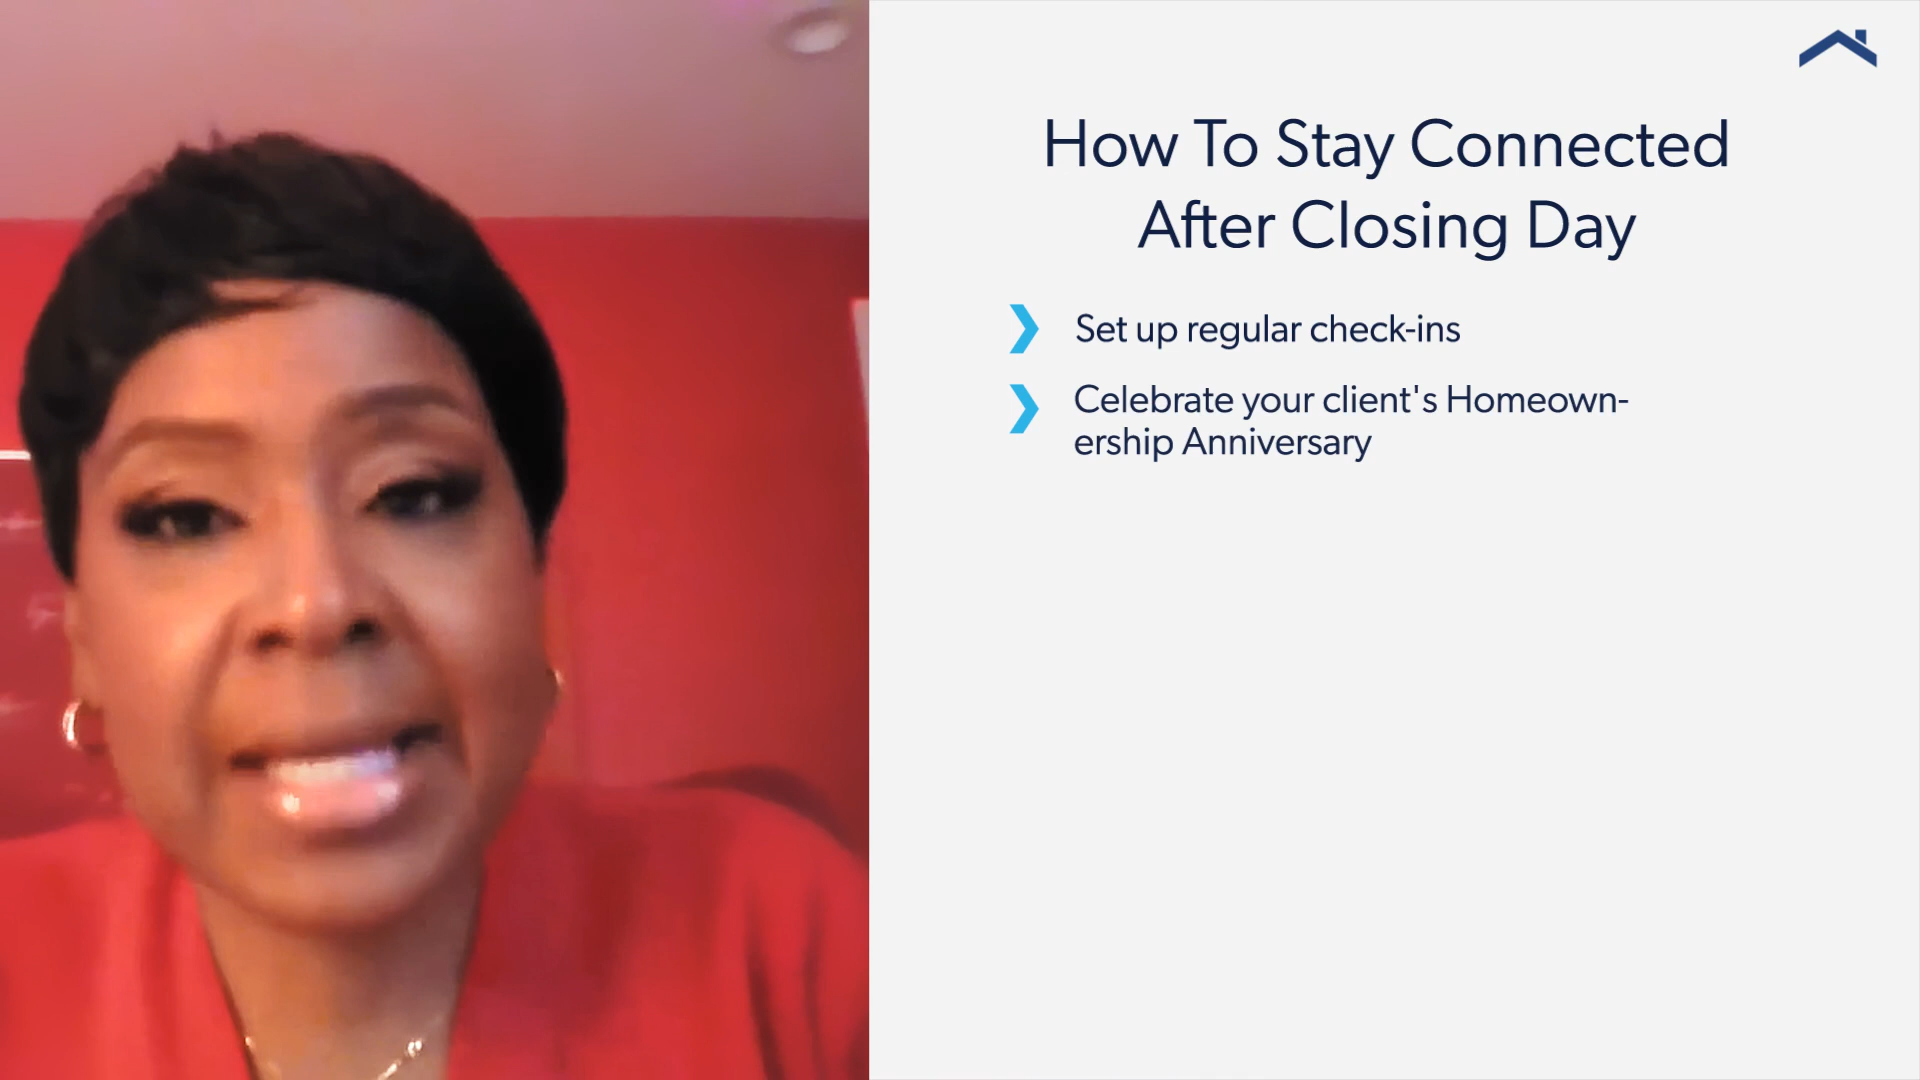 How To Stay Connected
After Closing Day
Set up regular check-ins
Celebrate your client's Homeown-
ership Anniversary